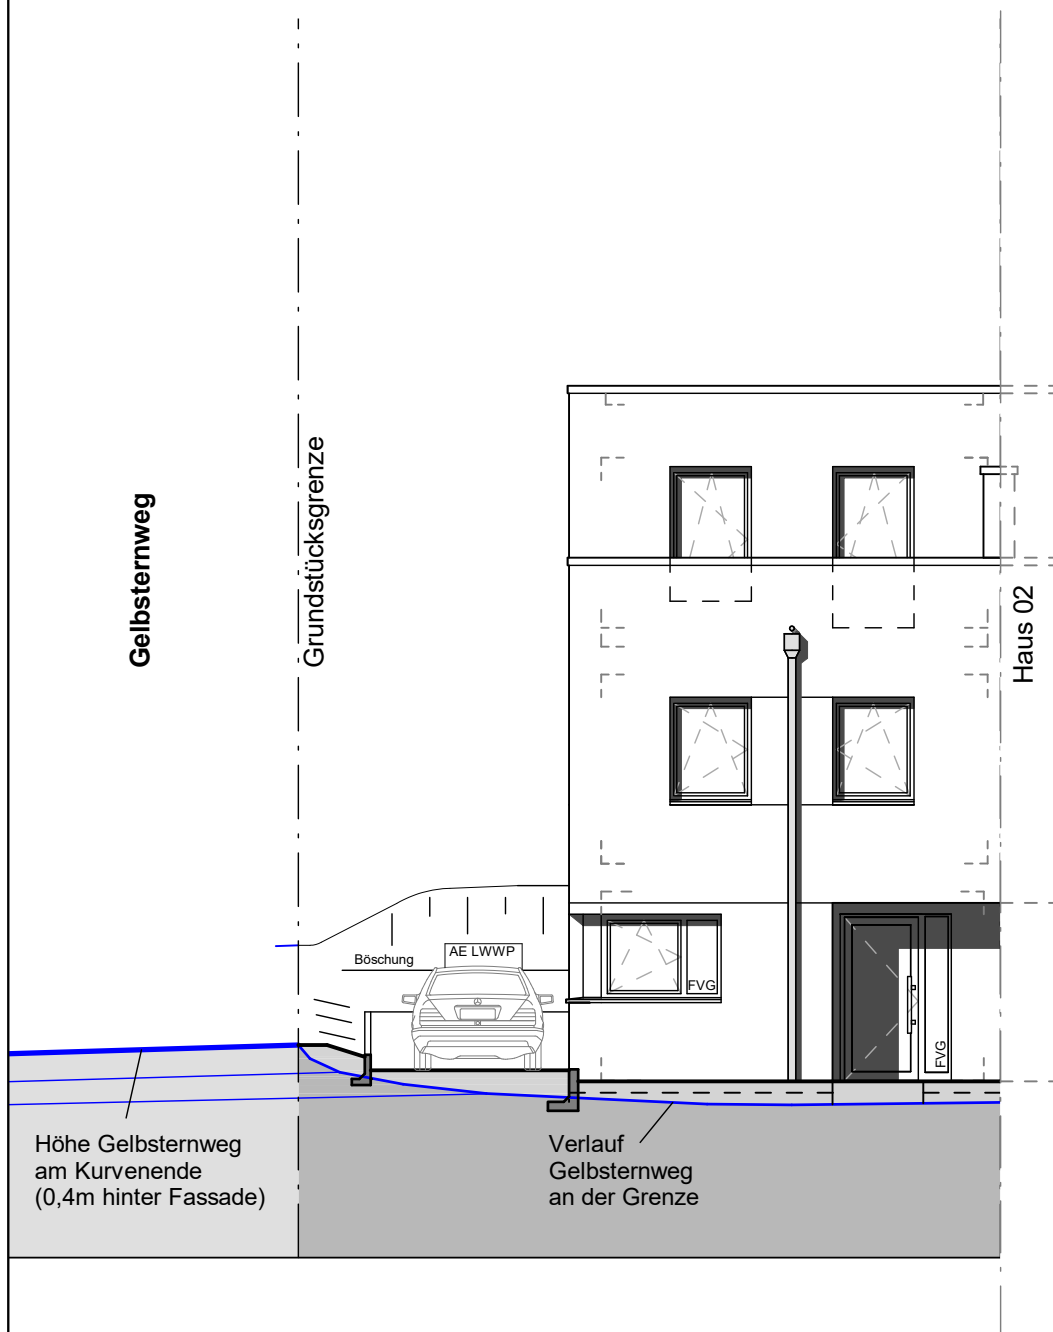 Gelbsternweg
Grundstücksgrenze
Haus 02
Böschung
AE LWWP
FVG
FVG
Höhe Gelbsternweg
am Kurvenende
(0,4m hinter Fassade)
Verlauf
Gelbsternweg
an der Grenze